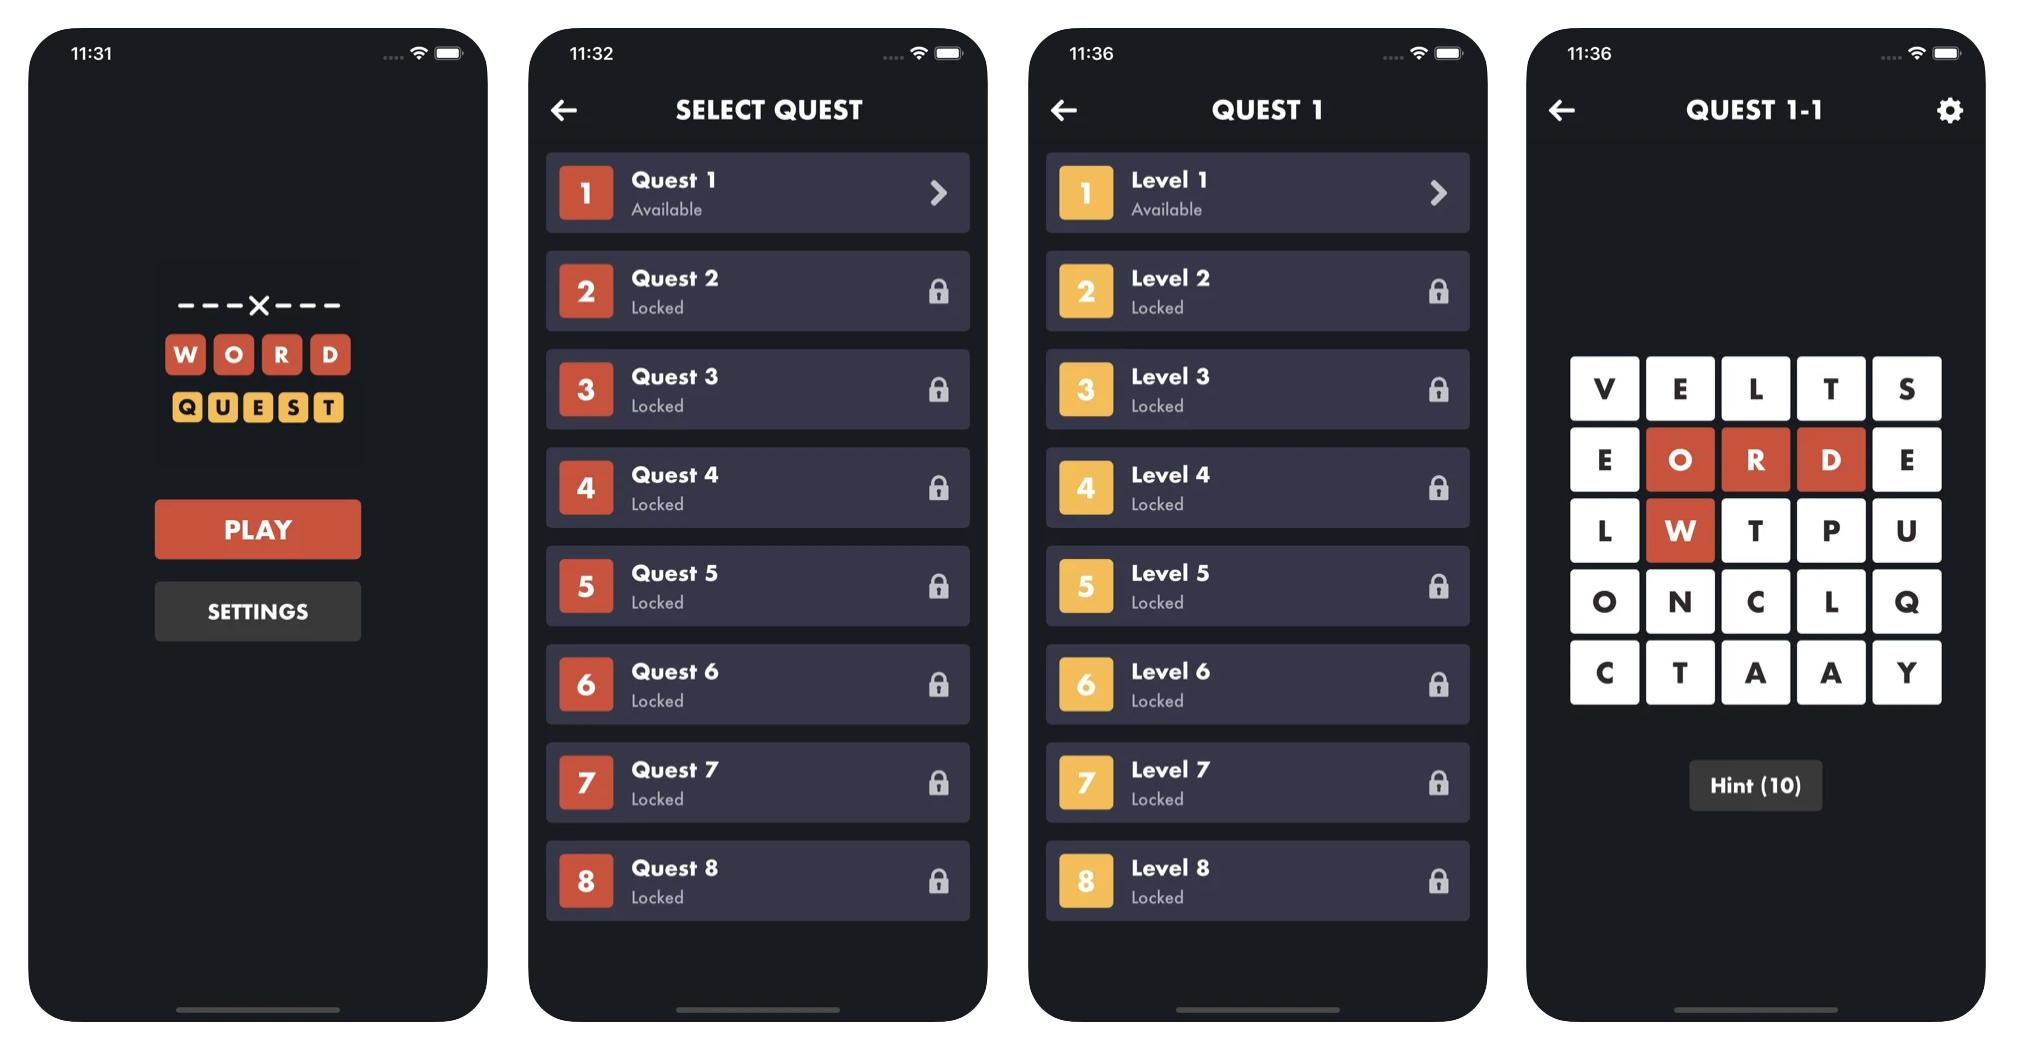 11:31
W O R D
Q U E S T
PLAY
SETTINGS
11:32
SELECT QUEST
1 Quest 1
Available
2 Quest 2
Locked
3 Quest 3
Locked
4 Quest 4
Locked
5 Quest 5
Locked
6 Quest 6
Locked
7 Quest 7
Locked
8 Quest 8
Locked
11:36
QUEST 1
1 Level 1
Available
2 Level 2
Locked
3 Level 3
Locked
4 Level 4
Locked
5 Level 5
Locked
6 Level 6
Locked
7 Level 7
Locked
8 Level 8
Locked
11:36
QUEST 1-1
V E L T S
E O R D E
L W T P U
O N C L Q
C T A A Y
Hint (10)